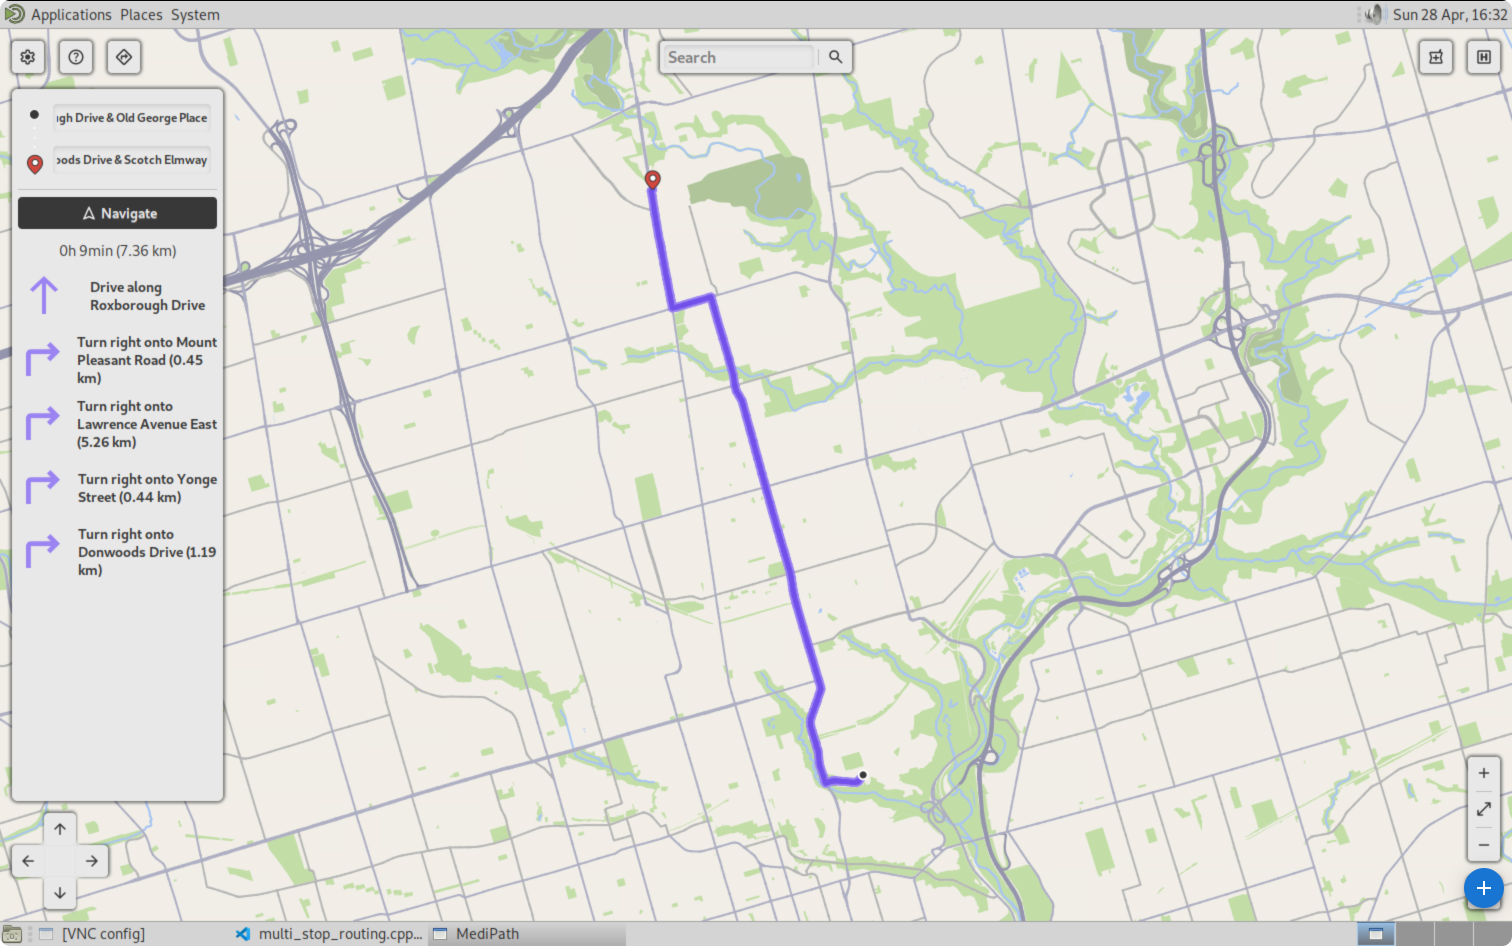 Applications Places System
Sun 28 Apr, 16:32
Search
gh Drive & Old George Place
oods Drive & Scotch Elmway
Navigate
0h 9min (7.36 km)
Drive along
Roxborough Drive
Turn right onto Mount
Pleasant Road (0.45
km)
Turn right onto
Lawrence Avenue East
(5.26 km)
Turn right onto Yonge
Street (0.44 km)
Turn right onto
Donwoods Drive (1.19
km)
[VNC config]
multi_stop_routing.cpp...
MediPath